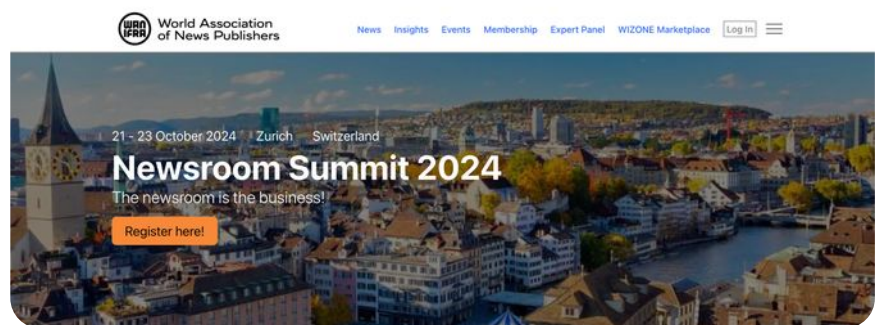 WAN
IFRA
World Association
of News Publishers
News Insights Events Membership Expert Panel WIZONE Marketplace Log In
21 - 23 October 2024 Zurich Switzerland
Newsroom Summit 2024
The newsroom is the business!
Register here!